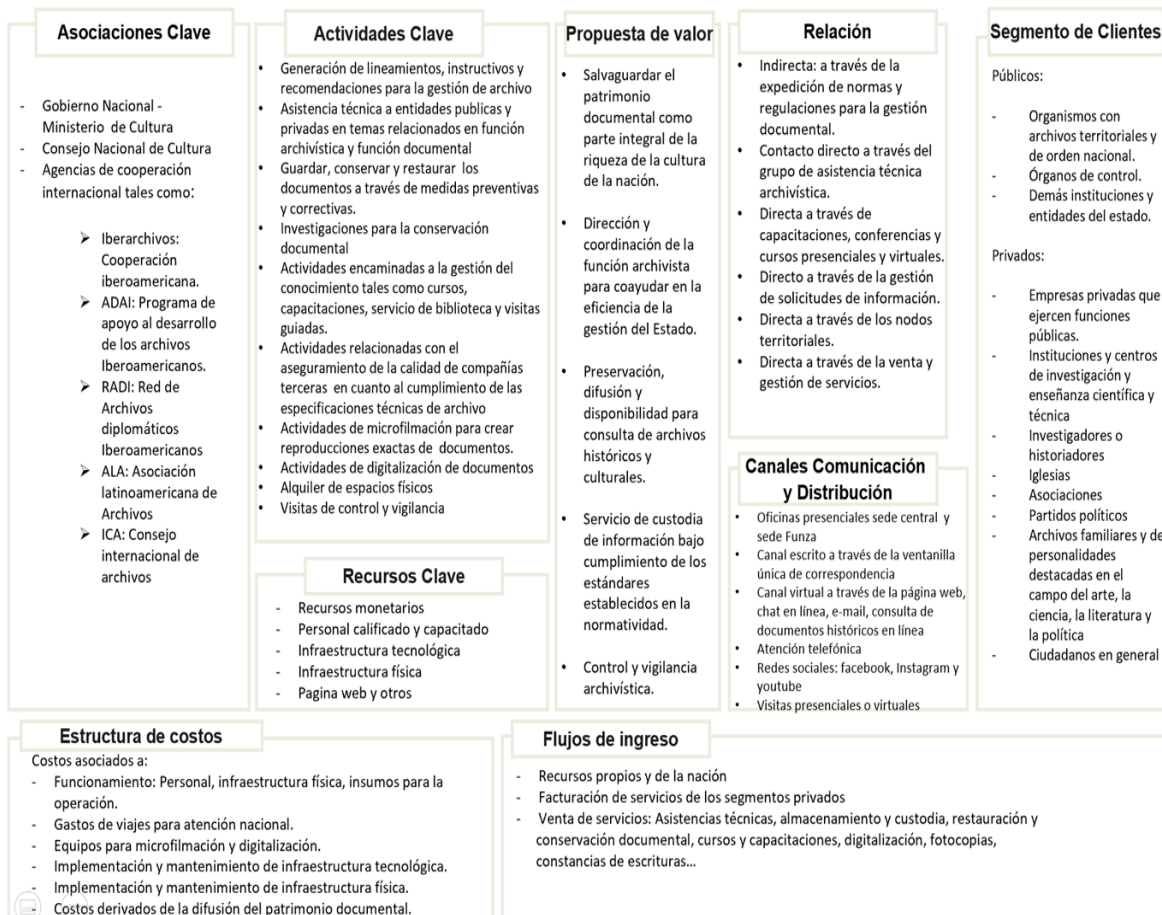 Asociaciones Clave
- Gobierno Nacional -
Ministerio de Cultura
- Consejo Nacional de Cultura
- Agencias de cooperación
internacional tales como:
➢ Iberarchivos:
Cooperación
iberoamericana.
➢ ADAI: Programa de
apoyo al desarrollo
de los archivos
Iberoamericanos.
➢ RADI: Red de
Archivos
diplomáticos
Iberoamericanos
➢ ALA: Asociación
latinoamericana de
Archivos
➢ ICA: Consejo
internacional de
archivos
Actividades Clave
• Generación de lineamientos, instructivos y
recomendaciones para la gestión de archivo
• Asistencia técnica a entidades publicas y
privadas en temas relacionados en función
archivística y función documental
• Guardar, conservar y restaurar los
documentos a través de medidas preventivas
y correctivas.
• Investigaciones para la conservación
documental
• Actividades encaminadas a la gestión del
conocimiento tales como cursos,
capacitaciones, servicio de biblioteca y visitas
guiadas.
• Actividades relacionadas con el
aseguramiento de la calidad de compañías
terceras en cuanto al cumplimiento de las
especificaciones técnicas de archivo
• Actividades de microfilmación para crear
reproducciones exactas de documentos.
• Actividades de digitalización de documentos
• Alquiler de espacios físicos
• Visitas de control y vigilancia
Recursos Clave
- Recursos monetarios
- Personal calificado y capacitado
- Infraestructura tecnológica
- Infraestructura física
- Pagina web y otros
Propuesta de valor
• Salvaguardar el
patrimonio
documental como
parte integral de la
riqueza de la cultura
de la nación.
• Dirección y
coordinación de la
función archivista
para coayudar en la
eficiencia de la
gestión del Estado.
• Preservación,
difusión y
disponibilidad para
consulta de archivos
históricos y
culturales.
• Servicio de custodia
de información bajo
cumplimiento de los
estándares
establecidos en la
normatividad.
• Control y vigilancia
archivística.
Relación
• Indirecta: a través de la
expedición de normas y
regulaciones para la gestión
documental.
• Contacto directo a través del
grupo de asistencia técnica
archivística.
• Directa a través de
capacitaciones, conferencias y
cursos presenciales y virtuales.
• Directo a través de la gestión
de solicitudes de información.
• Directa a través de los nodos
territoriales.
• Directa a través de la venta y
gestión de servicios.
Canales Comunicación
y Distribución
• Oficinas presenciales sede central y
sede Funza
• Canal escrito a través de la ventanilla
única de correspondencia
• Canal virtual a través de la página web,
chat en línea, e-mail, consulta de
documentos históricos en línea
• Atención telefónica
• Redes sociales: facebook, Instagram y
youtube
• Visitas presenciales o virtuales
Segmento de Clientes
Públicos:
- Organismos con
archivos territoriales y
de orden nacional.
- Órganos de control.
- Demás instituciones y
entidades del estado.
Privados:
- Empresas privadas que
ejercen funciones
públicas.
- Instituciones y centros
de investigación y
enseñanza científica y
técnica
- Investigadores o
historiadores
- Iglesias
- Asociaciones
- Partidos políticos
- Archivos familiares y de
personalidades
destacadas en el
campo del arte, la
ciencia, la literatura y
la política
- Ciudadanos en general
Estructura de costos
Costos asociados a:
- Funcionamiento: Personal, infraestructura física, insumos para la
operación.
- Gastos de viajes para atención nacional.
- Equipos para microfilmación y digitalización.
- Implementación y mantenimiento de infraestructura tecnológica.
- Implementación y mantenimiento de infraestructura física.
- Costos derivados de la difusión del patrimonio documental.
Flujos de ingreso
- Recursos propios y de la nación
- Facturación de servicios de los segmentos privados
- Venta de servicios: Asistencias técnicas, almacenamiento y custodia, restauración y
conservación documental, cursos y capacitaciones, digitalización, fotocopias,
constancias de escrituras...